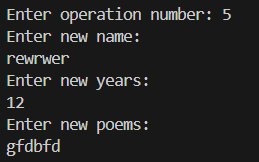 Enter operation number: 5
Enter new name:
rewrwer
Enter new years:
12
Enter new poems:
gfdbfd